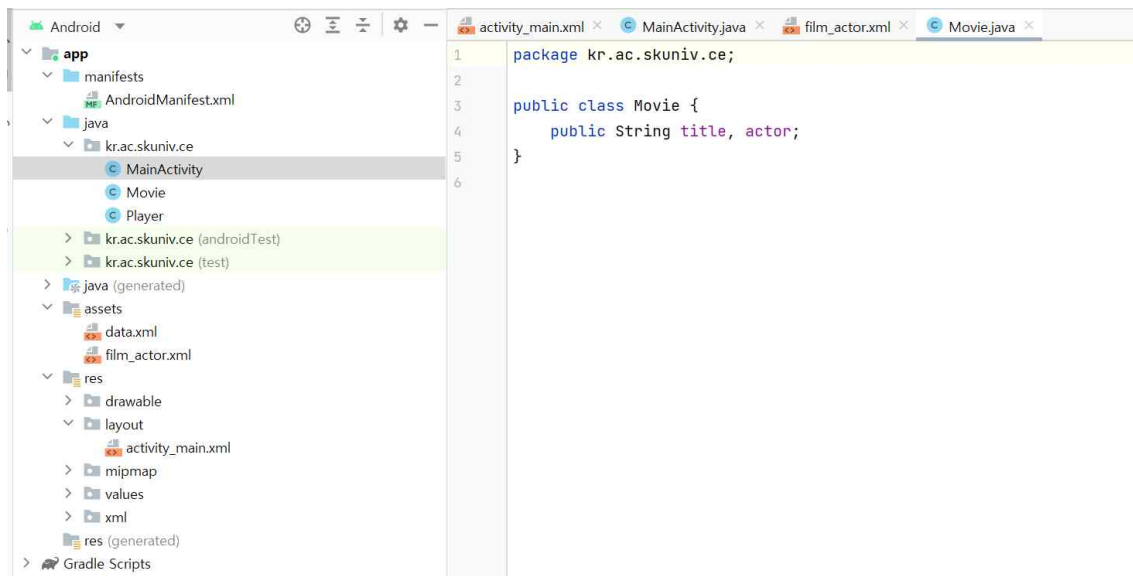 Android
activity_main.xml
MainActivity.java
film_actor.xml
Movie.java
app
manifests
MF AndroidManifest.xml
java
kr.ac.skuniv.ce
C MainActivity
C Movie
C Player
kr.ac.skuniv.ce (androidTest)
kr.ac.skuniv.ce (test)
java (generated)
assets
data.xml
film_actor.xml
res
drawable
layout
activity_main.xml
mipmap
values
xml
res (generated)
Gradle Scripts
1 package kr.ac.skuniv.ce;
2
3 public class Movie {
4 public String title, actor;
5 }
6